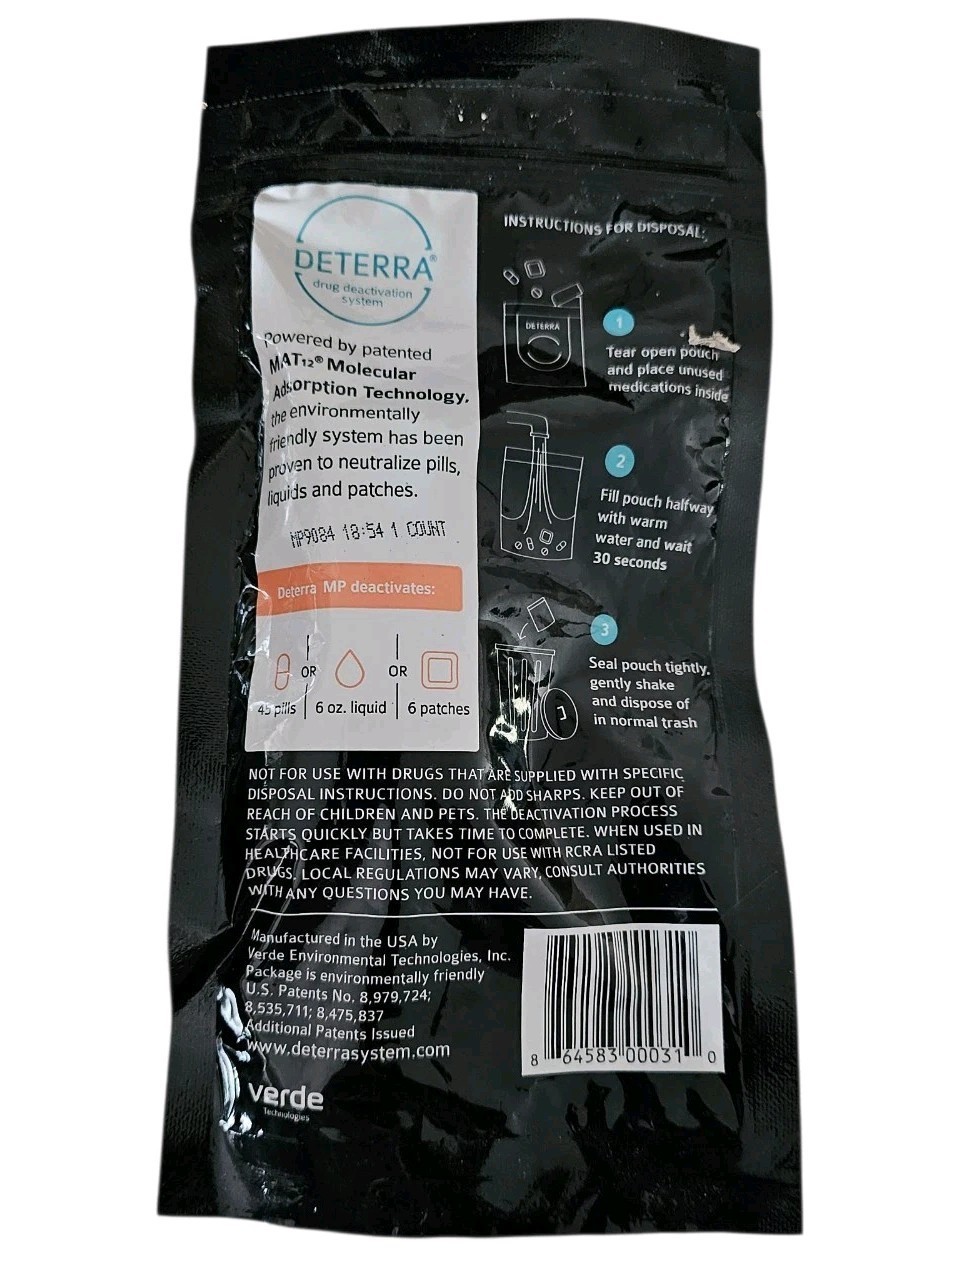 DETERRA®
drug deactivation
system
Powered by patented
MAT₁₂® Molecular
Adsorption Technology,
the environmentally
friendly system has been
proven to neutralize pills,
liquids and patches.
MP9084 18:54 1 COUNT
Deterra MP deactivates:
OR
OR
45 pills
6 oz. liquid
6 patches
INSTRUCTIONS FOR DISPOSAL:
DETERRA
1
Tear open pouch
and place unused
medications inside
2
Fill pouch halfway
with warm
water and wait
30 seconds
3
Seal pouch tightly,
gently shake
and dispose of
in normal trash
NOT FOR USE WITH DRUGS THAT ARE SUPPLIED WITH SPECIFIC
DISPOSAL INSTRUCTIONS. DO NOT ADD SHARPS. KEEP OUT OF
REACH OF CHILDREN AND PETS. THE DEACTIVATION PROCESS
STARTS QUICKLY BUT TAKES TIME TO COMPLETE. WHEN USED IN
HEALTHCARE FACILITIES, NOT FOR USE WITH RCRA LISTED
DRUGS. LOCAL REGULATIONS MAY VARY, CONSULT AUTHORITIES
WITH ANY QUESTIONS YOU MAY HAVE.
Manufactured in the USA by
Verde Environmental Technologies, Inc.
Package is environmentally friendly
U.S. Patents No. 8,979,724;
8,535,711; 8,475,837
Additional Patents Issued
www.deterrasystem.com
verde
Technologies
8 64583 00031 0